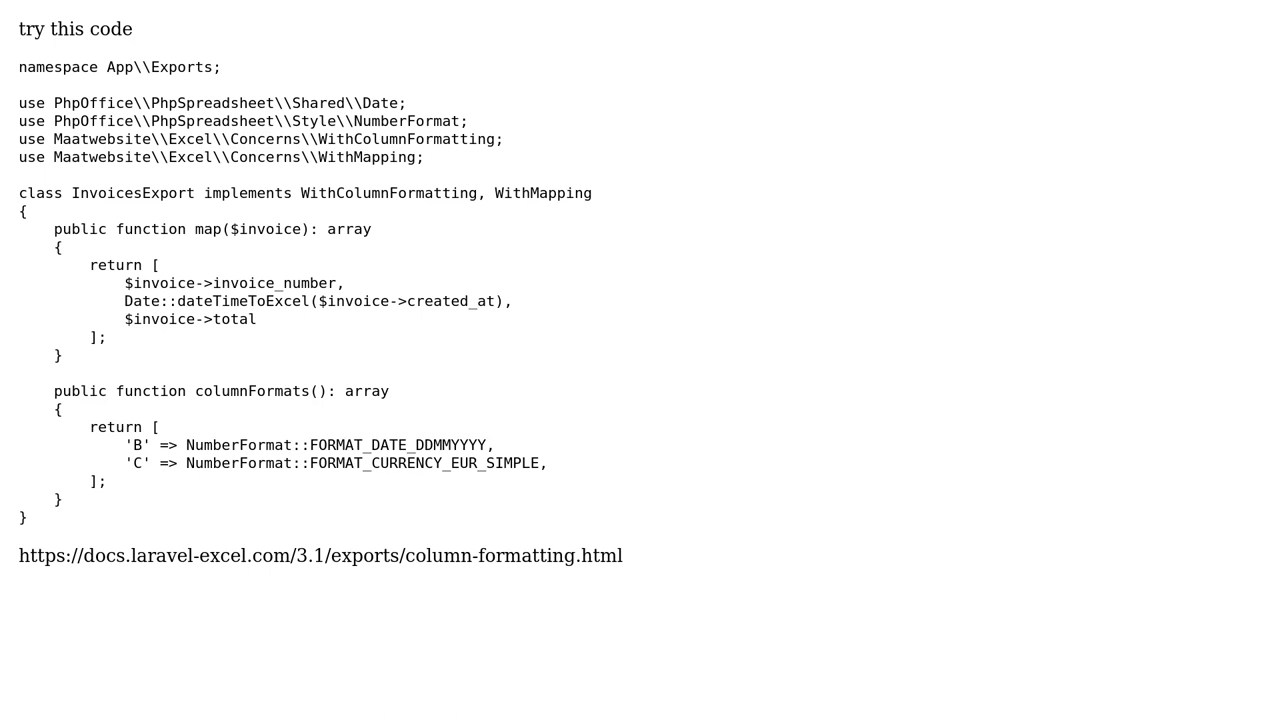 try this code
namespace App\\Exports;
use PhpOffice\\PhpSpreadsheet\\Shared\\Date;
use PhpOffice\\PhpSpreadsheet\\Style\\NumberFormat;
use Maatwebsite\\Excel\\Concerns\\WithColumnFormatting;
use Maatwebsite\\Excel\\Concerns\\WithMapping;
class InvoicesExport implements WithColumnFormatting, WithMapping
{
    public function map($invoice): array
    {
        return [
            $invoice->invoice_number,
            Date::dateTimeToExcel($invoice->created_at),
            $invoice->total
        ];
    }
    public function columnFormats(): array
    {
        return [
            'B' => NumberFormat::FORMAT_DATE_DDMMYYYY,
            'C' => NumberFormat::FORMAT_CURRENCY_EUR_SIMPLE,
        ];
    }
}
https://docs.laravel-excel.com/3.1/exports/column-formatting.html